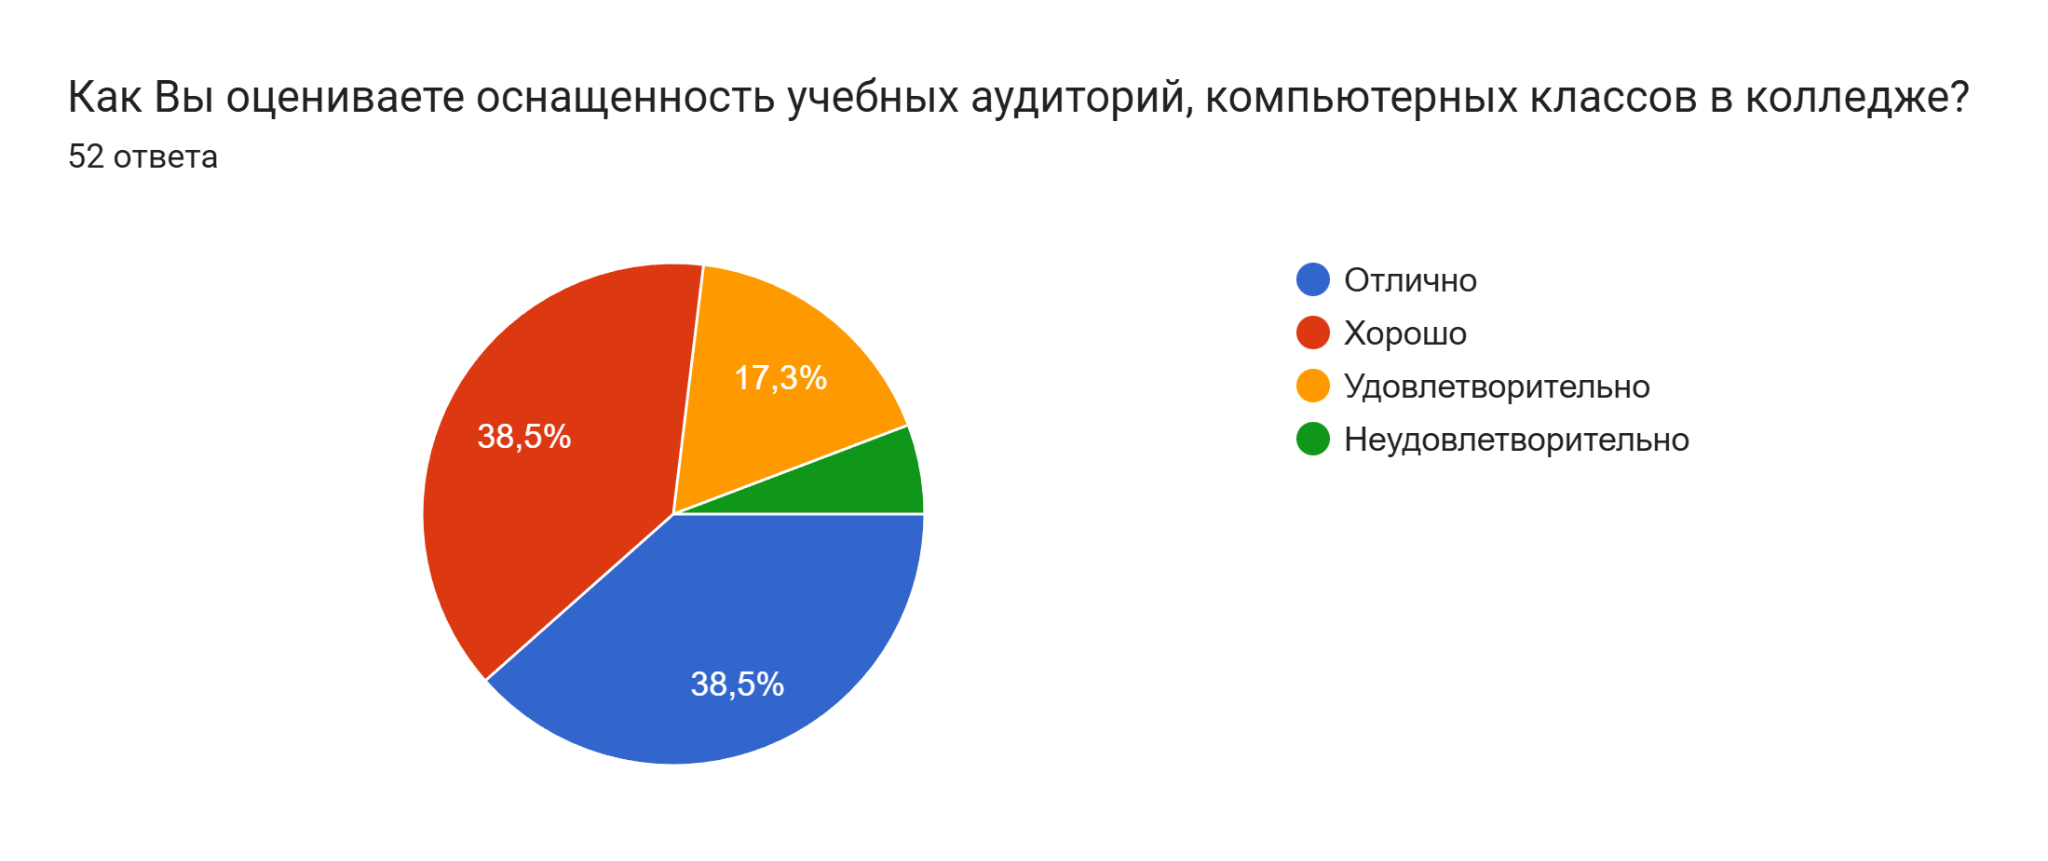 Как Вы оцениваете оснащенность учебных аудиторий, компьютерных классов в колледже?
52 ответа
Отлично
Хорошо
Удовлетворительно
Неудовлетворительно
17,3%
38,5%
38,5%